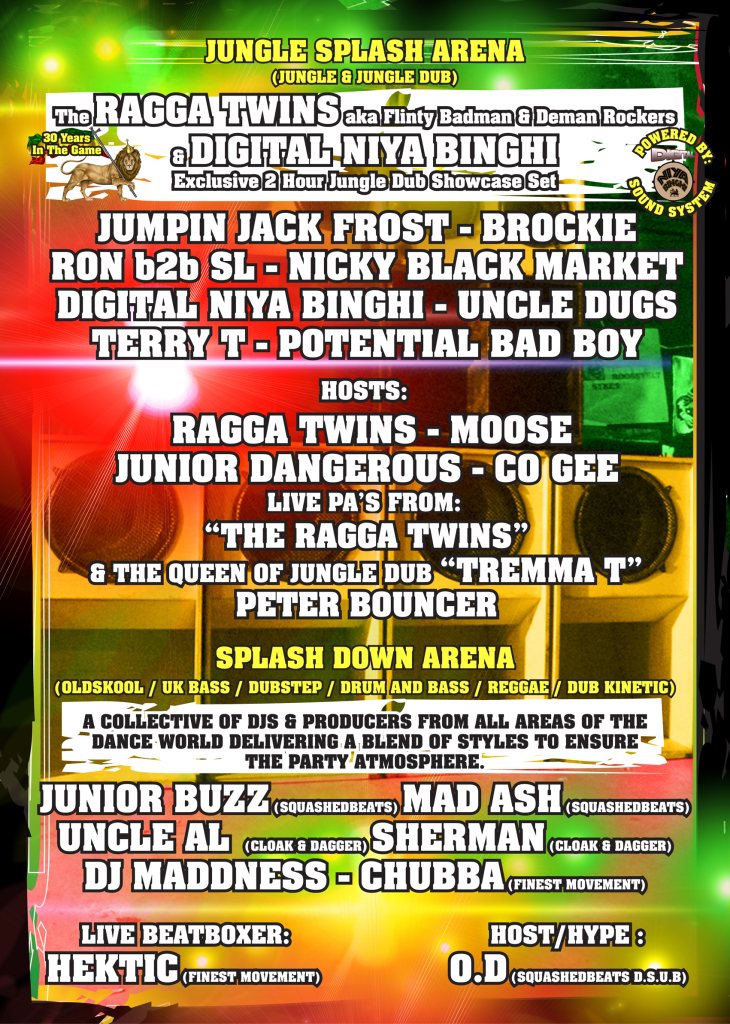 JUNGLE SPLASH ARENA
(JUNGLE & JUNGLE DUB)
The RAGGA TWINS aka Flinty Badman & Deman Rockers
30 Years
In The Game
& DIGITAL NIYA BINGHI
Exclusive 2 Hour Jungle Dub Showcase Set
POWERED BY:
NIYA
BINGHI
SOUND SYSTEM
JUMPIN JACK FROST - BROCKIE
RON b2b SL - NICKY BLACK MARKET
DIGITAL NIYA BINGHI - UNCLE DUGS
TERRY T - POTENTIAL BAD BOY
HOSTS:
RAGGA TWINS - MOOSE
JUNIOR DANGEROUS - CO GEE
LIVE PA'S FROM:
“THE RAGGA TWINS”
& THE QUEEN OF JUNGLE DUB “TREMMA T”
PETER BOUNCER
SPLASH DOWN ARENA
(OLDSKOOL / UK BASS / DUBSTEP / DRUM AND BASS / REGGAE / DUB KINETIC)
A COLLECTIVE OF DJS & PRODUCERS FROM ALL AREAS OF THE
DANCE WORLD DELIVERING A BLEND OF STYLES TO ENSURE
THE PARTY ATMOSPHERE.
JUNIOR BUZZ (SQUASHEDBEATS) MAD ASH (SQUASHEDBEATS)
UNCLE AL (CLOAK & DAGGER) SHERMAN (CLOAK & DAGGER)
DJ MADDNESS - CHUBBA (FINEST MOVEMENT)
LIVE BEATBOXER:
HEKTIC (FINEST MOVEMENT)
HOST/HYPE :
O.D (SQUASHEDBEATS D.S.U.B)